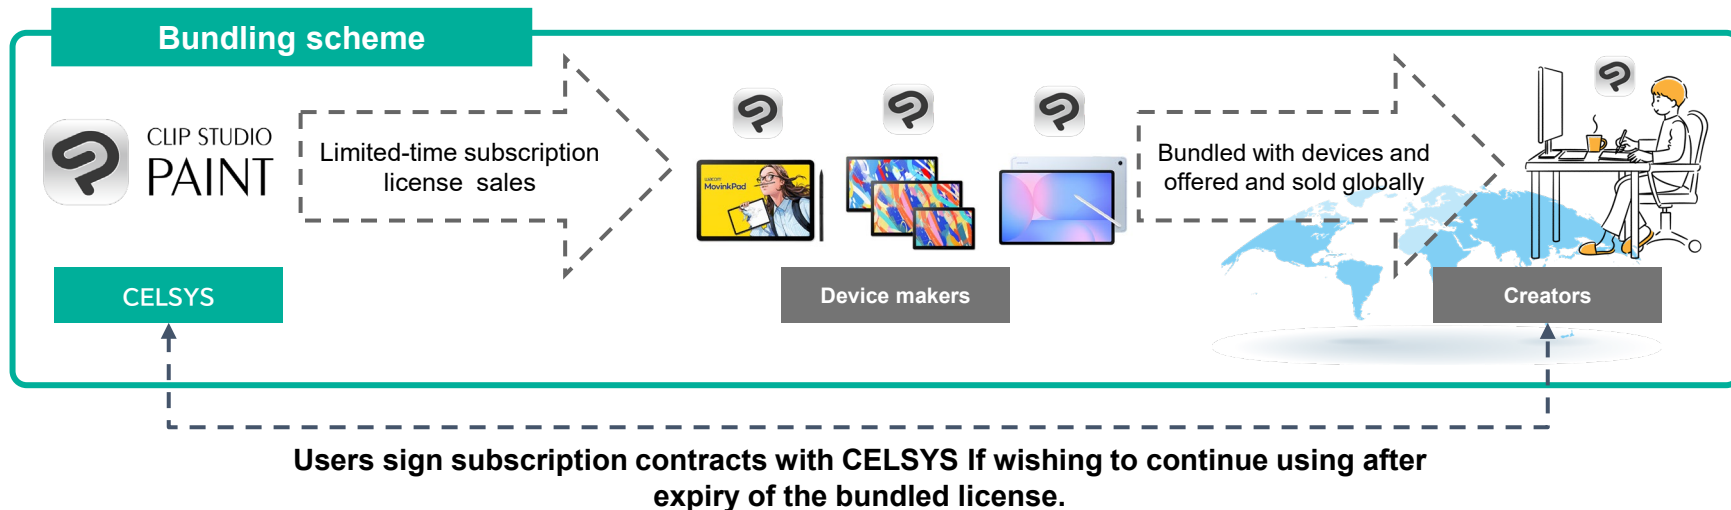 Bundling scheme
CLIP STUDIO
PAINT
Limited-time subscription
license sales
wacom
MovinkPad
Bundled with devices and
offered and sold globally
CELSYS
Device makers
Creators
Users sign subscription contracts with CELSYS If wishing to continue using after
expiry of the bundled license.